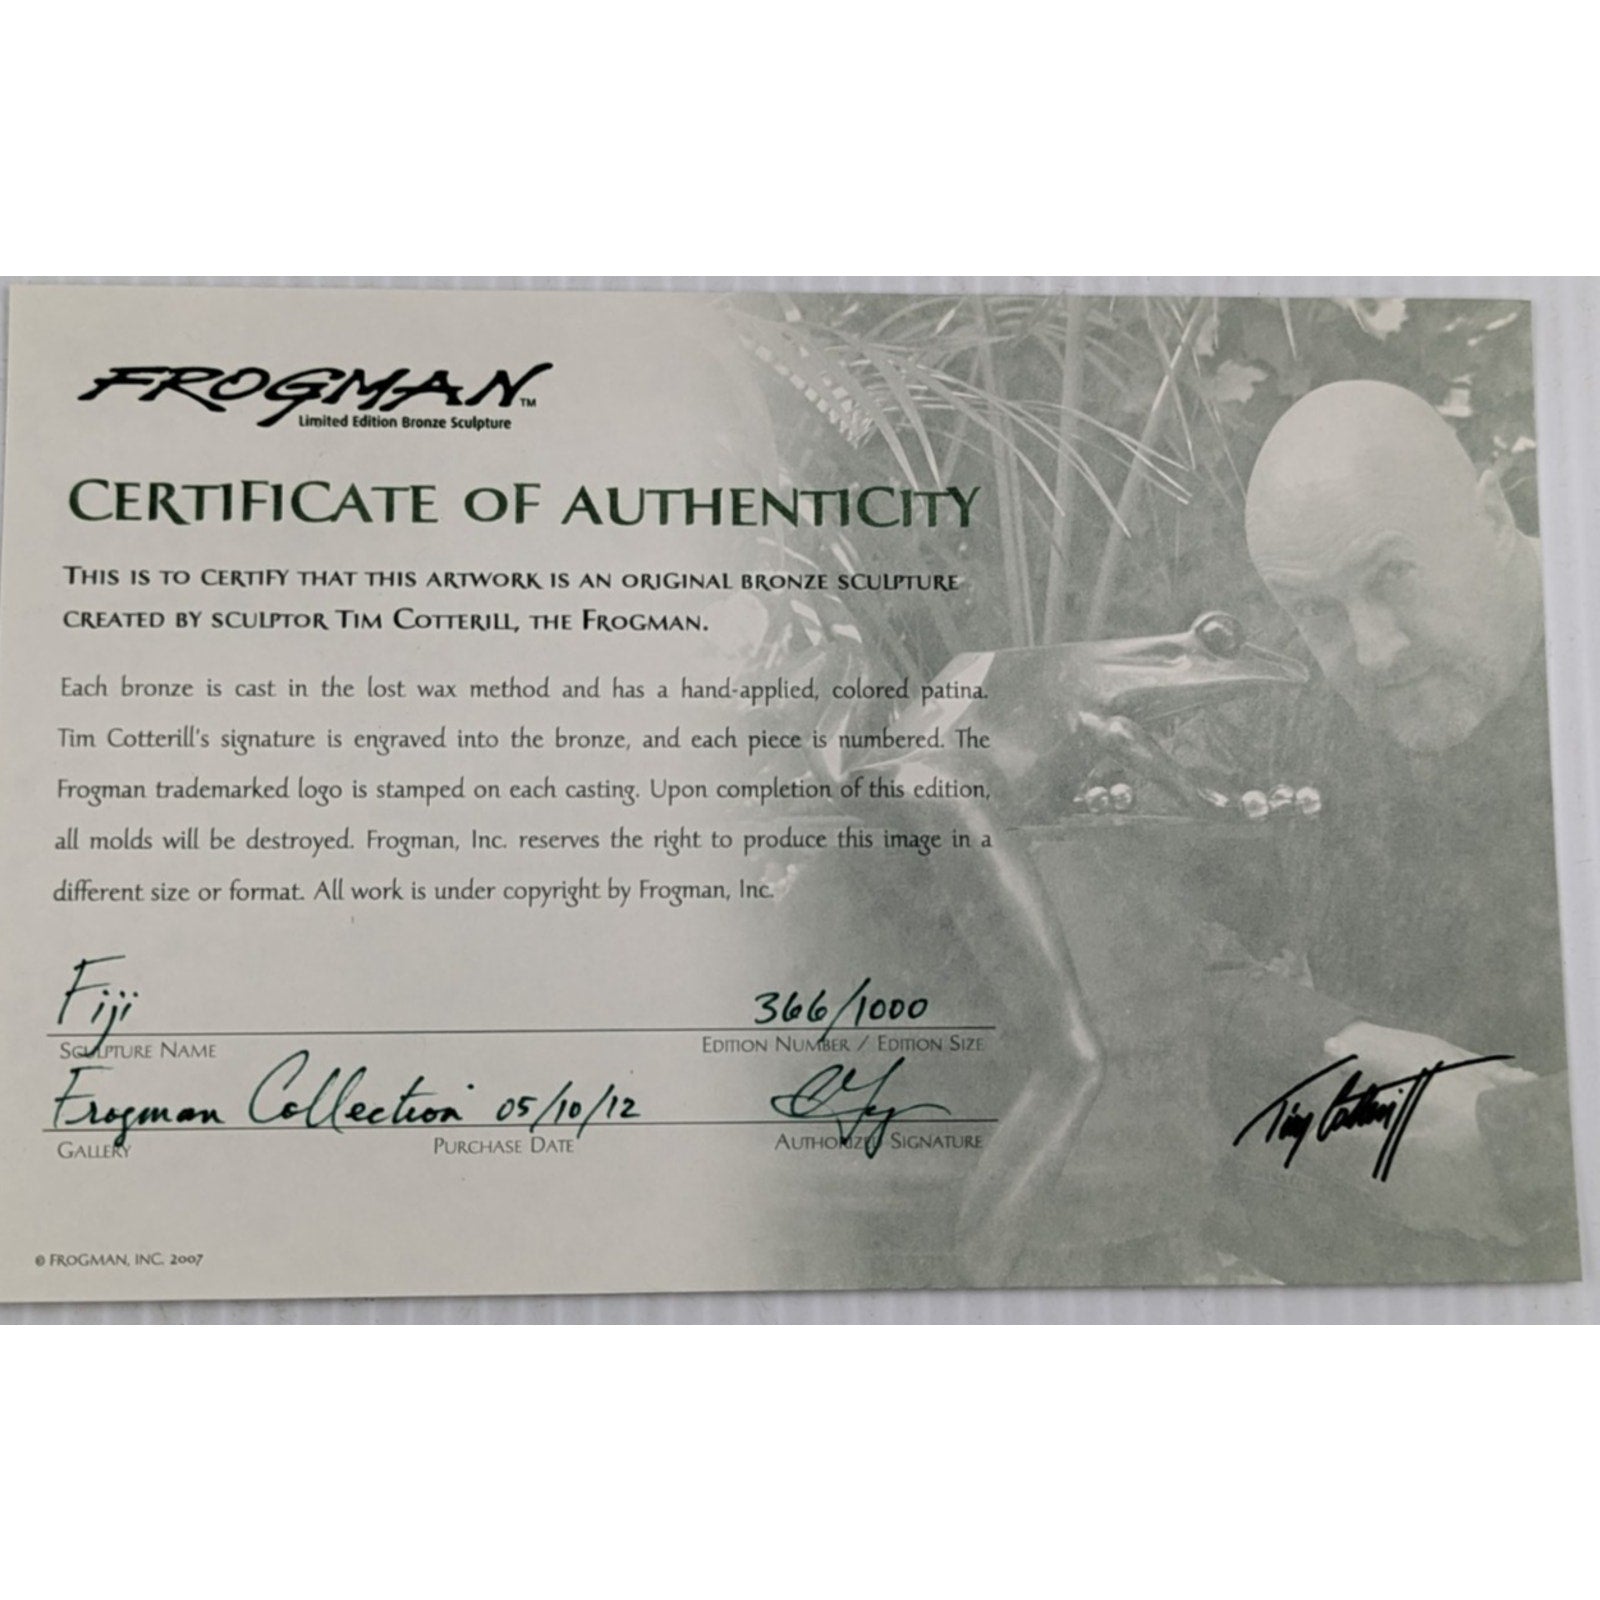 FROGMAN™
Limited Edition Bronze Sculpture
CERTIFICATE OF AUTHENTICITY
THIS IS TO CERTIFY THAT THIS ARTWORK IS AN ORIGINAL BRONZE SCULPTURE
CREATED BY SCULPTOR TIM COTTERILL, THE FROGMAN.
Each bronze is cast in the lost wax method and has a hand-applied, colored patina.
Tim Cotterill's signature is engraved into the bronze, and each piece is numbered. The
Frogman trademarked logo is stamped on each casting. Upon completion of this edition,
all molds will be destroyed. Frogman, Inc. reserves the right to produce this image in a
different size or format. All work is under copyright by Frogman, Inc.
Fiji 366/1000
SCULPTURE NAME EDITION NUMBER / EDITION SIZE
Frogman Collection 05/10/12
GALLERY PURCHASE DATE AUTHORIZED SIGNATURE
Tim Cotterill
© FROGMAN, INC. 2007